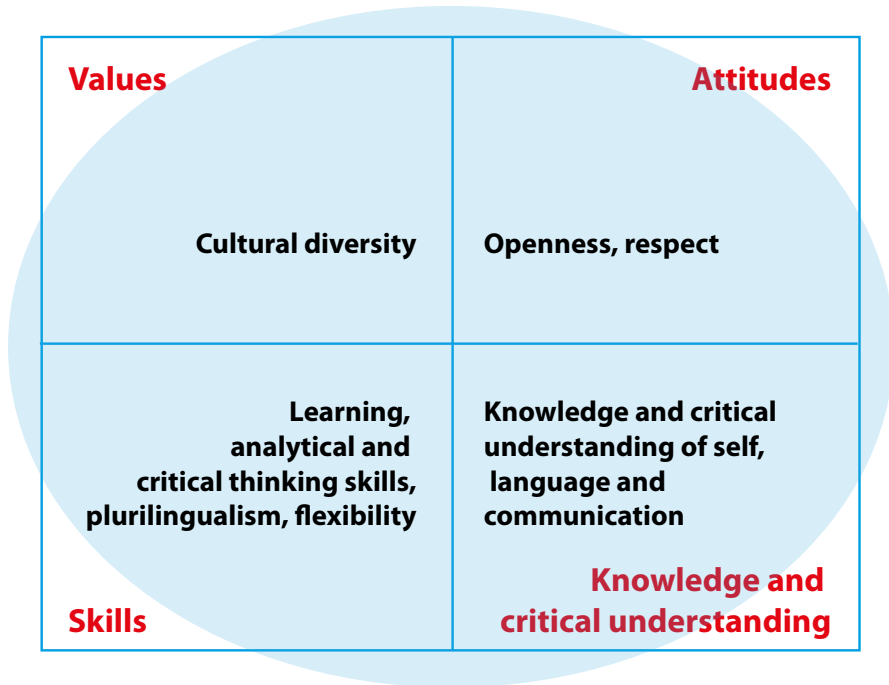 Values
Attitudes
Cultural diversity
Openness, respect
Learning,
analytical and
critical thinking skills,
plurilingualism, flexibility
Knowledge and critical
understanding of self,
language and
communication
Skills
Knowledge and
critical understanding